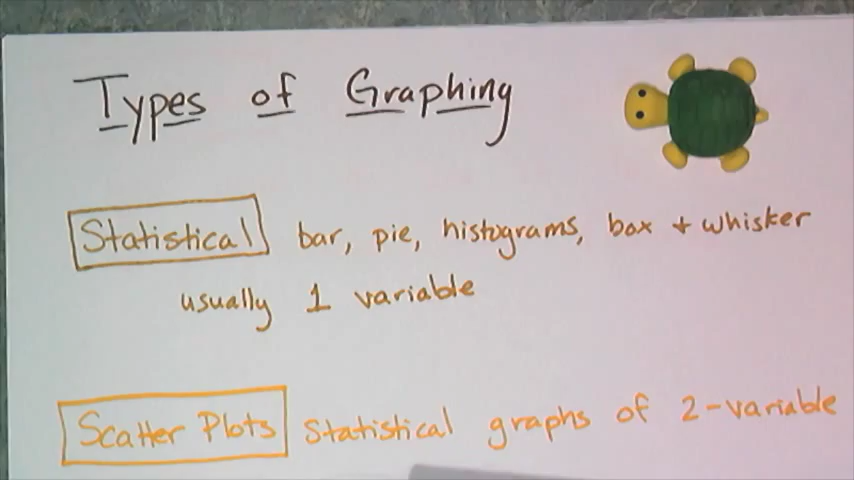 Types of Graphing
Statistical bar, pie, histograms, box + whisker
usually 1 variable
Scatter Plots Statistical graphs of 2-variable